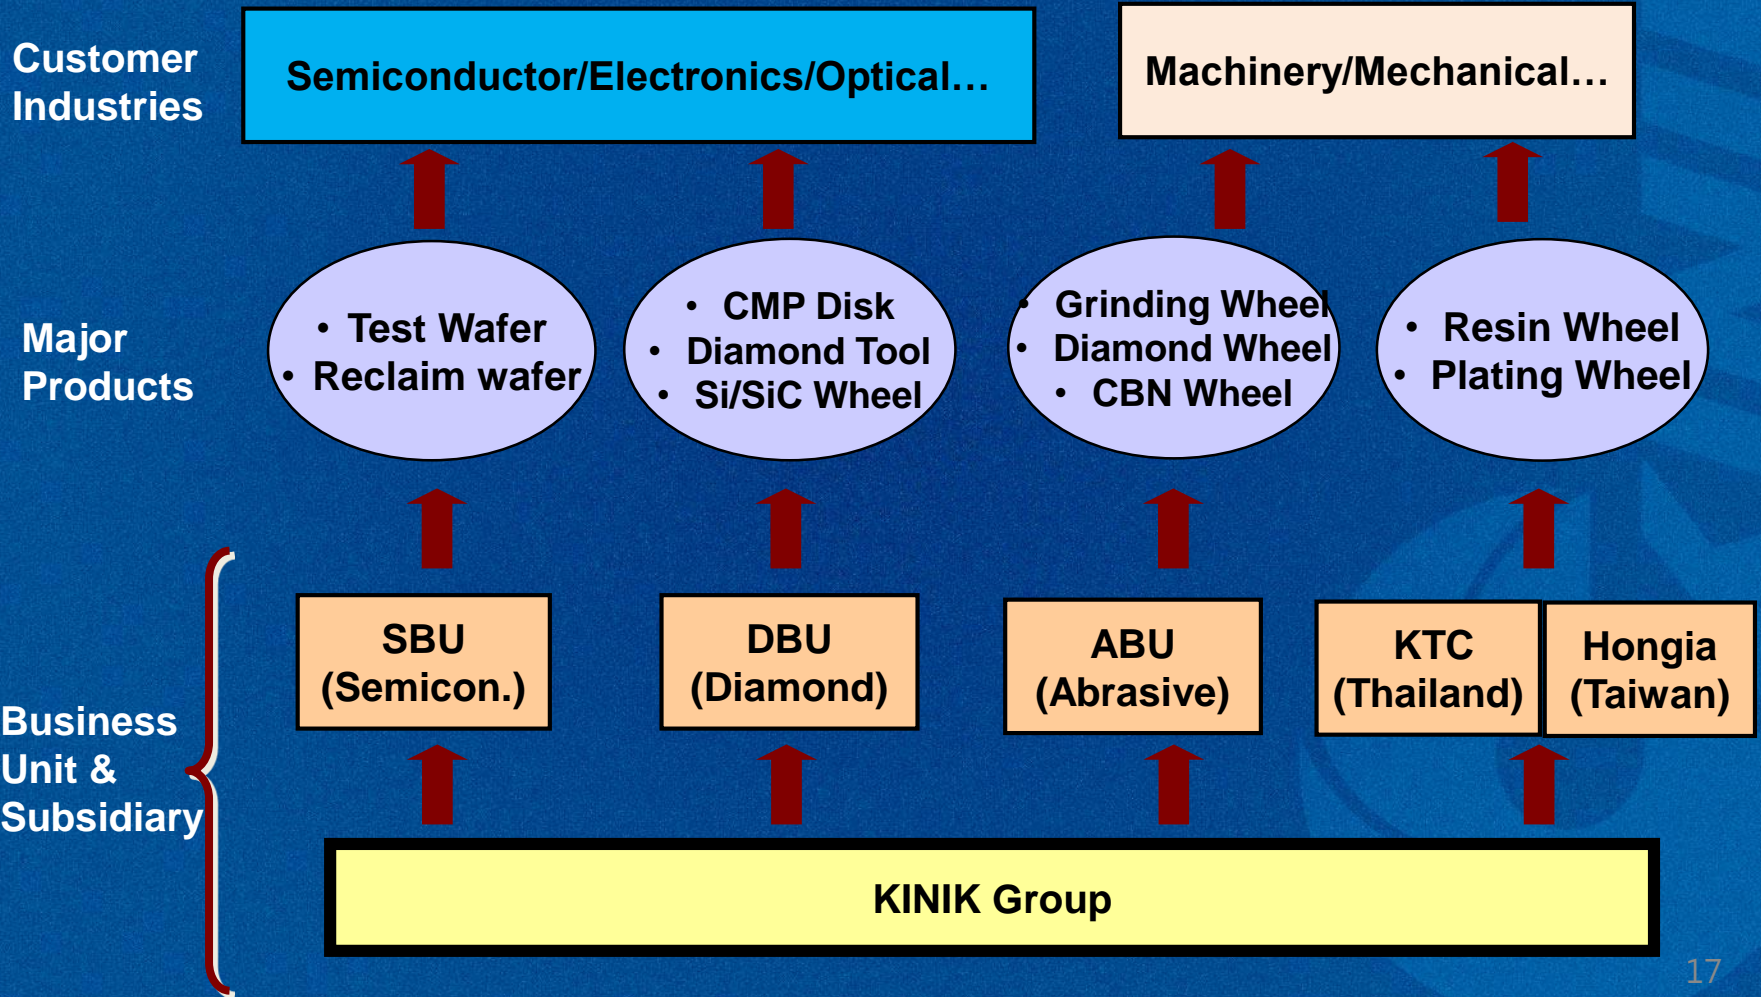 Customer
Industries
Semiconductor/Electronics/Optical…
Machinery/Mechanical…
Major
Products
• Test Wafer
• Reclaim wafer
• CMP Disk
• Diamond Tool
• Si/SiC Wheel
• Grinding Wheel
• Diamond Wheel
• CBN Wheel
• Resin Wheel
• Plating Wheel
Business
Unit &
Subsidiary
SBU
(Semicon.)
DBU
(Diamond)
ABU
(Abrasive)
KTC
(Thailand)
Hongia
(Taiwan)
KINIK Group
17